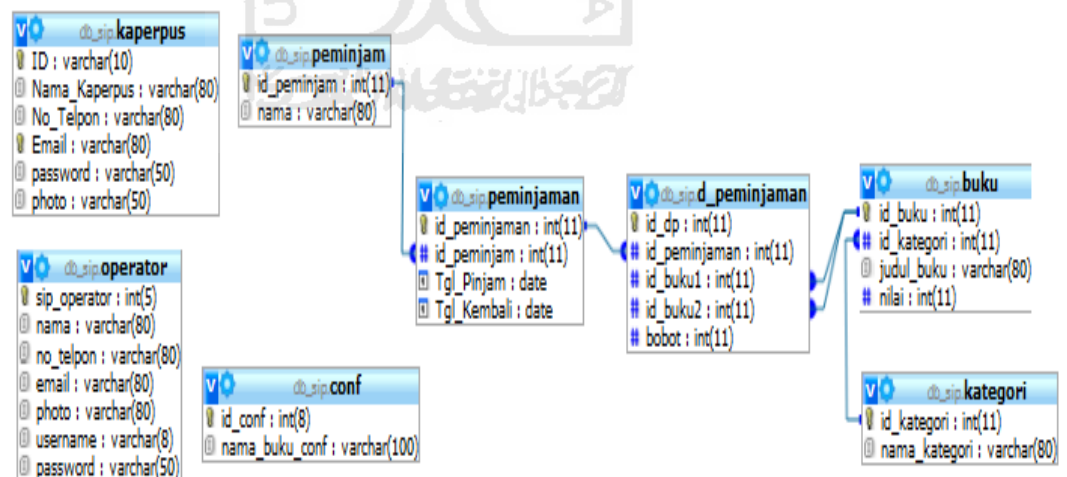 db_sip kaperpus
ID : varchar(10)
Nama_Kaperpus : varchar(80)
No_Telpon : varchar(80)
Email : varchar(80)
password : varchar(50)
photo : varchar(50)
db_sip operator
sip_operator : int(5)
nama : varchar(80)
no_telpon : varchar(80)
email : varchar(80)
photo : varchar(80)
username : varchar(8)
password : varchar(50)
db_sip peminjam
id_peminjam : int(11)
nama : varchar(80)
db_sip conf
id_conf : int(8)
nama_buku_conf : varchar(100)
db_sip peminjaman
id_peminjaman : int(11)
id_peminjam : int(11)
Tgl_Pinjam : date
Tgl_Kembali : date
db_sip d_peminjaman
id_dp : int(11)
id_peminjaman : int(11)
id_buku1 : int(11)
id_buku2 : int(11)
bobot : int(11)
db_sip buku
id_buku : int(11)
id_kategori : int(11)
judul_buku : varchar(80)
nilai : int(11)
db_sip kategori
id_kategori : int(11)
nama_kategori : varchar(80)